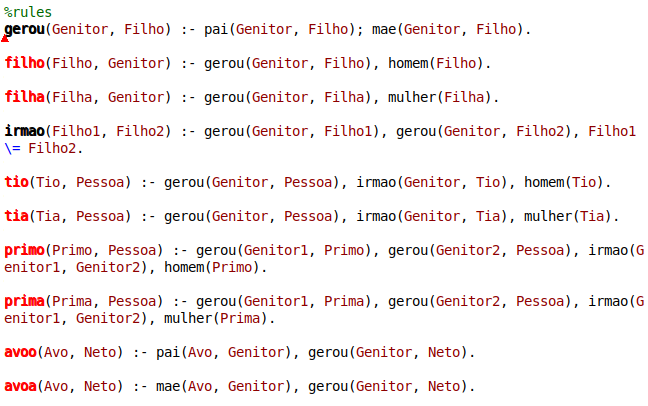 %rules
gerou(Genitor, Filho) :- pai(Genitor, Filho); mae(Genitor, Filho).
filho(Filho, Genitor) :- gerou(Genitor, Filho), homem(Filho).
filha(Filha, Genitor) :- gerou(Genitor, Filha), mulher(Filha).
irmao(Filho1, Filho2) :- gerou(Genitor, Filho1), gerou(Genitor, Filho2), Filho1
\= Filho2.
tio(Tio, Pessoa) :- gerou(Genitor, Pessoa), irmao(Genitor, Tio), homem(Tio).
tia(Tia, Pessoa) :- gerou(Genitor, Pessoa), irmao(Genitor, Tia), mulher(Tia).
primo(Primo, Pessoa) :- gerou(Genitor1, Primo), gerou(Genitor2, Pessoa), irmao(G
enitor1, Genitor2), homem(Primo).
prima(Prima, Pessoa) :- gerou(Genitor1, Prima), gerou(Genitor2, Pessoa), irmao(G
enitor1, Genitor2), mulher(Prima).
avoo(Avo, Neto) :- pai(Avo, Genitor), gerou(Genitor, Neto).
avoa(Avo, Neto) :- mae(Avo, Genitor), gerou(Genitor, Neto).